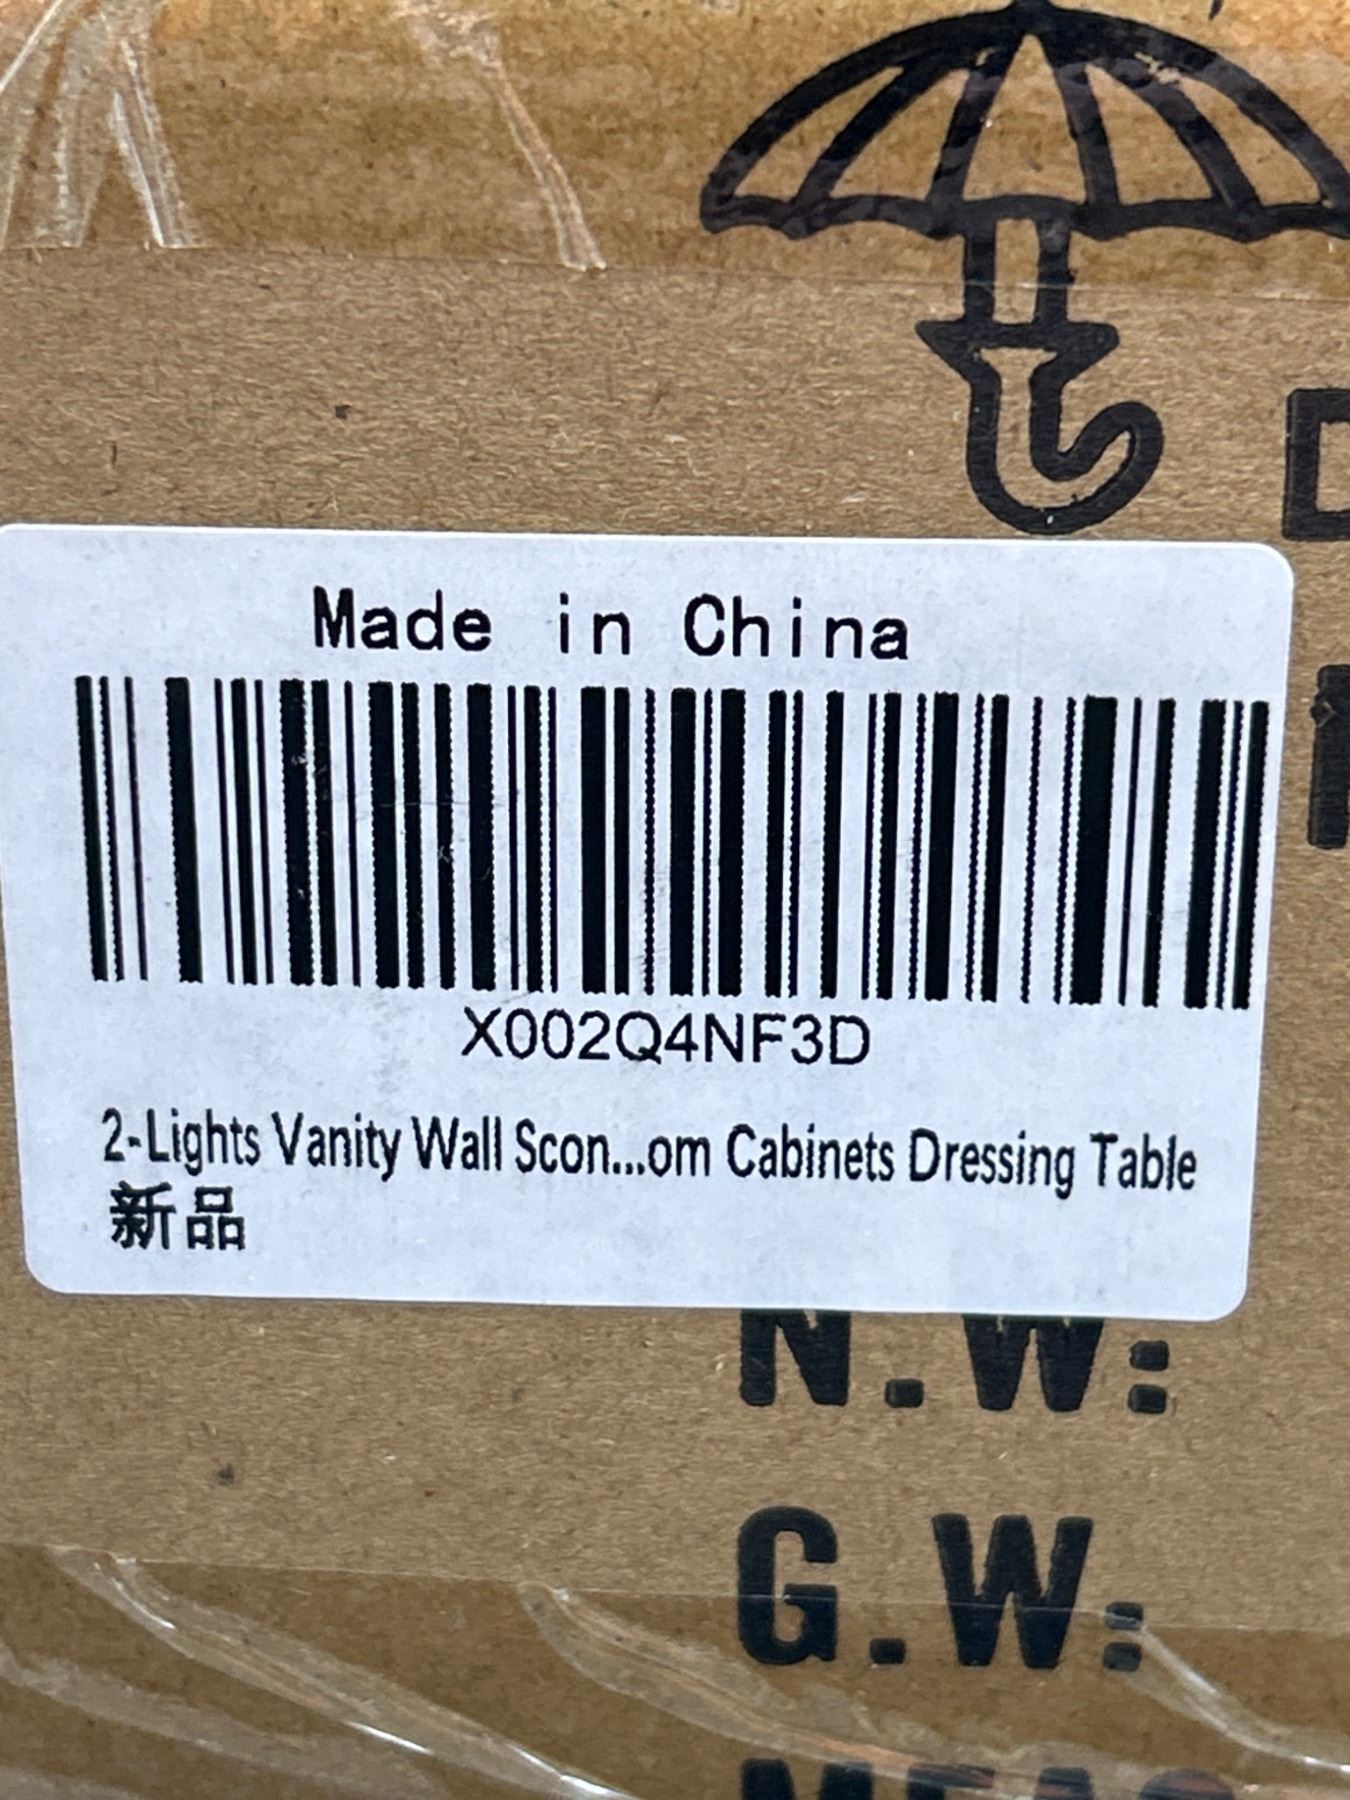 Made in China
X002Q4NF3D
2-Lights Vanity Wall Scon...om Cabinets Dressing Table
新品
N.W:
G.W: